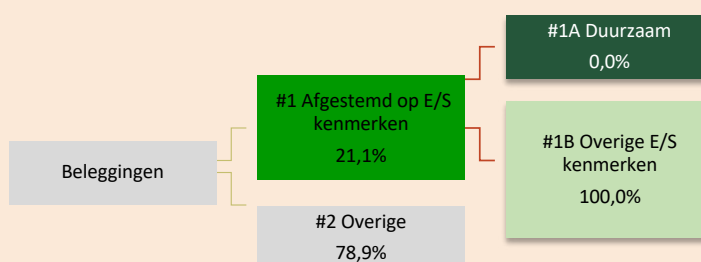 Beleggingen
#1 Afgestemd op E/S
kenmerken
21,1%
#2 Overige
78,9%
#1A Duurzaam
0,0%
#1B Overige E/S
kenmerken
100,0%